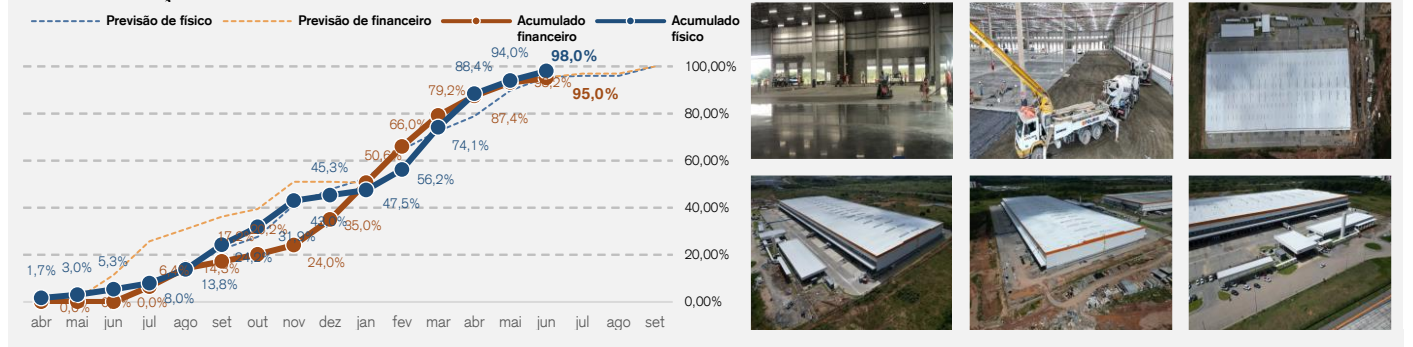 Previsão de físico
Previsão de financeiro
Acumulado
financeiro
Acumulado
físico
98,0%
94,0%
88,4%
100,00%
95,0%
79,2%
80,00%
87,4%
66,0%
74,1%
50,6%
60,00%
45,3%
56,2%
47,5%
40,00%
35,0%
31,9%
24,0%
20,00%
5,3%
3,0%
1,7%
14,3%
13,8%
8,0%
0,0%
0,00%
abr
mai
jun
jul
ago
set
out
nov
dez
jan
fev
mar
abr
mai
jun
jul
ago
set